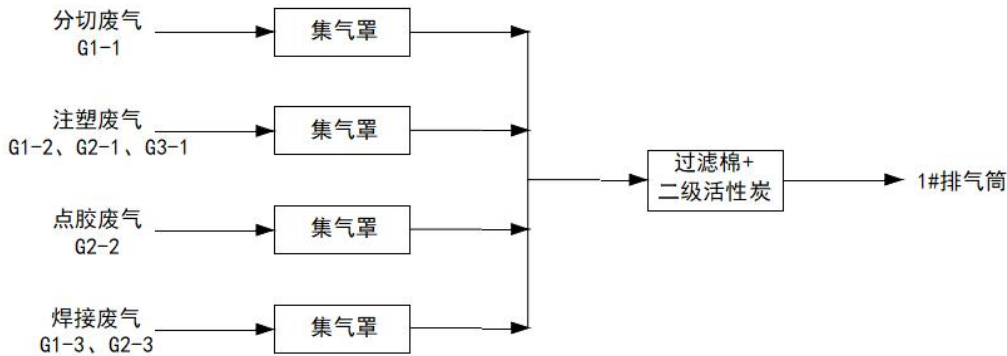 分切废气
G1-1
集气罩
注塑废气
G1-2、G2-1、G3-1
集气罩
过滤棉+
二级活性炭
1#排气筒
点胶废气
G2-2
集气罩
焊接废气
G1-3、G2-3
集气罩